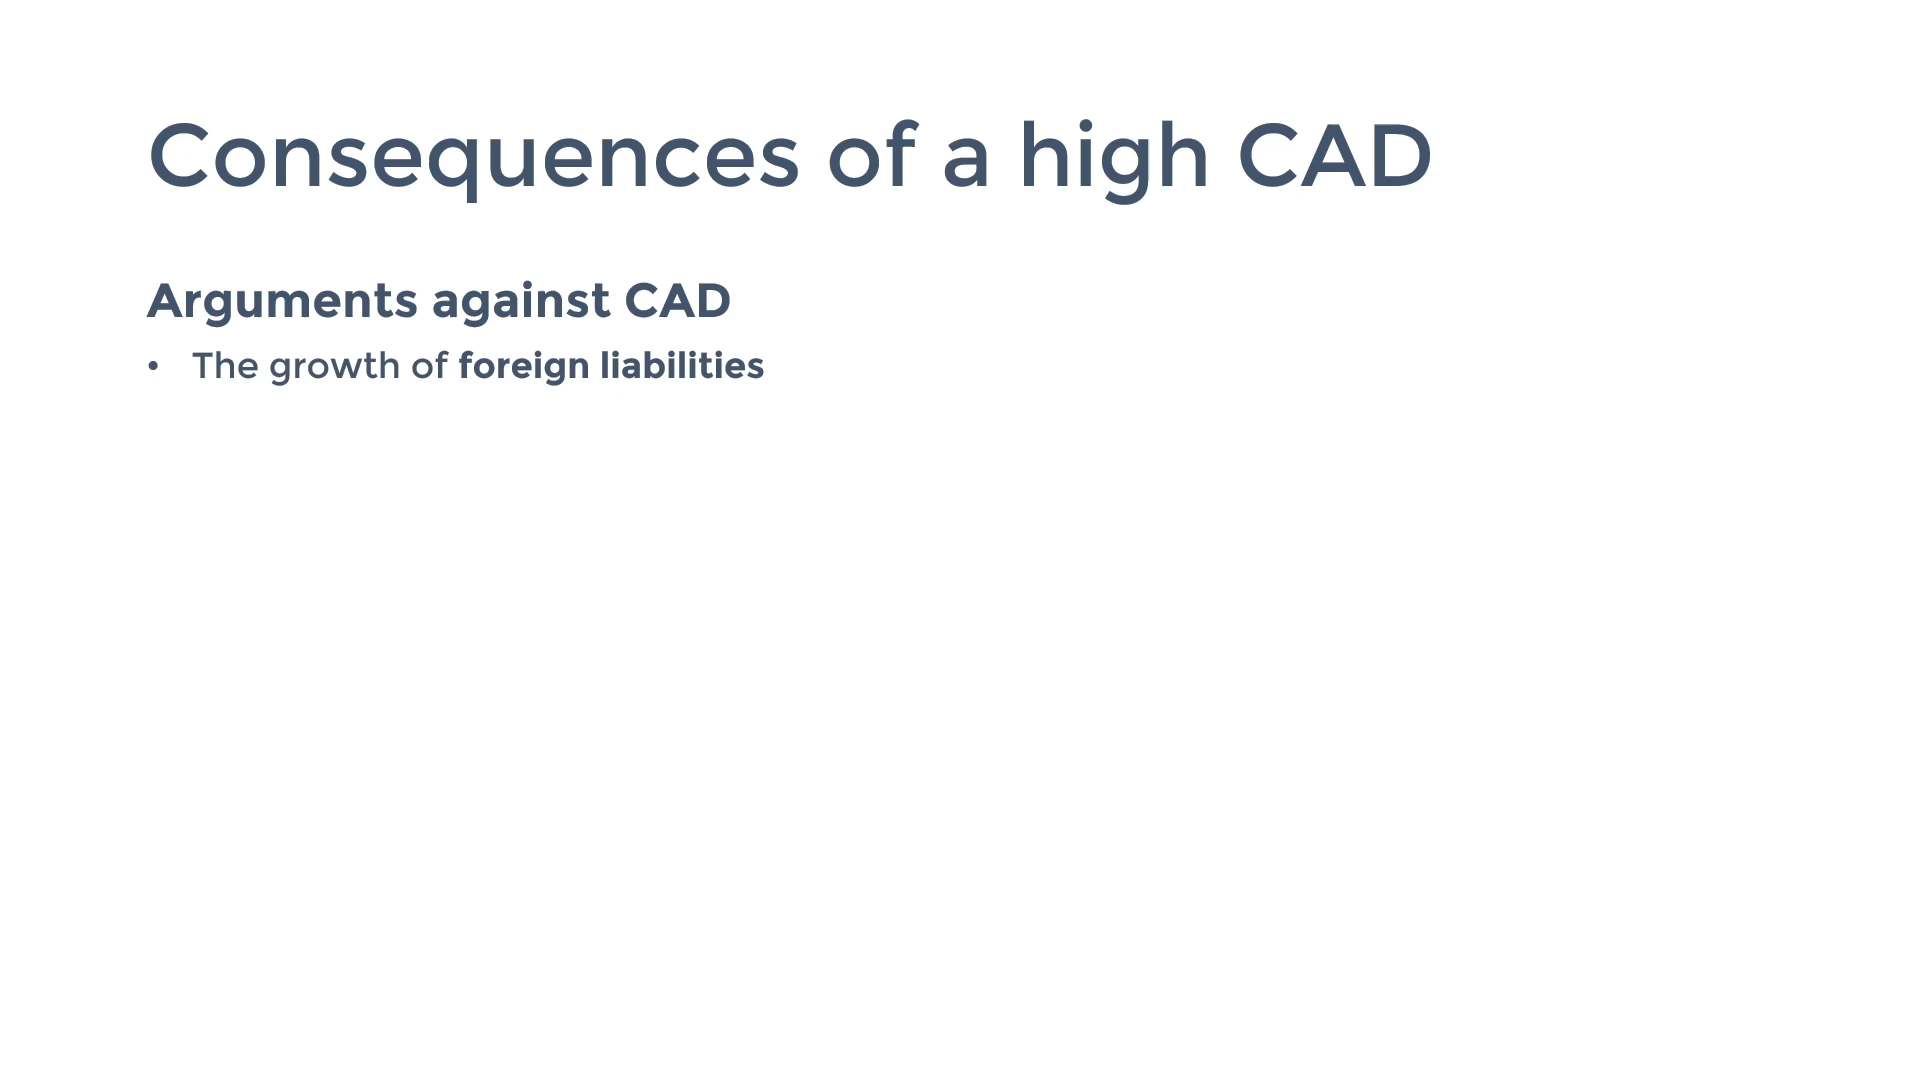 Consequences of a high CAD
Arguments against CAD
• The growth of foreign liabilities